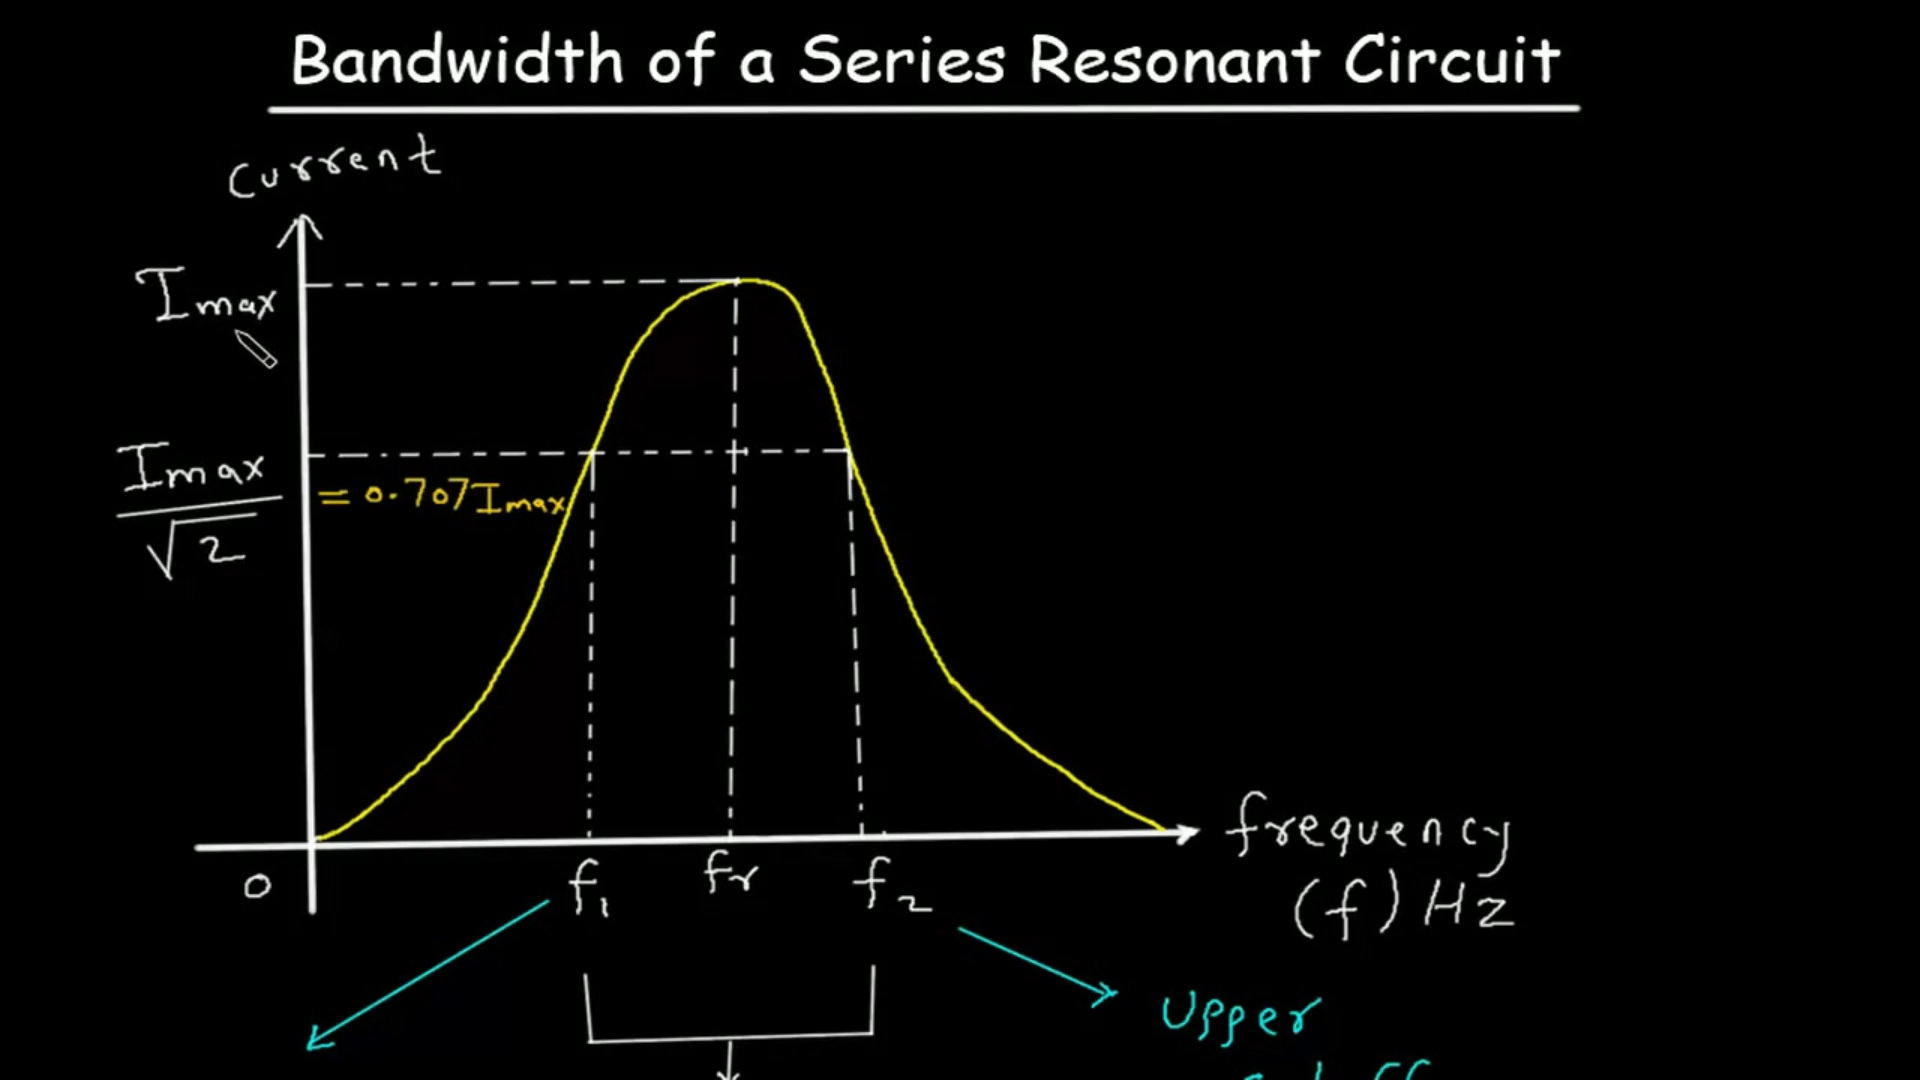 Bandwidth of a Series Resonant Circuit
Current
Imax
Imax
√2
= 0.707 Imax
0
f1
fr
f2
frequency
(f) Hz
Upper